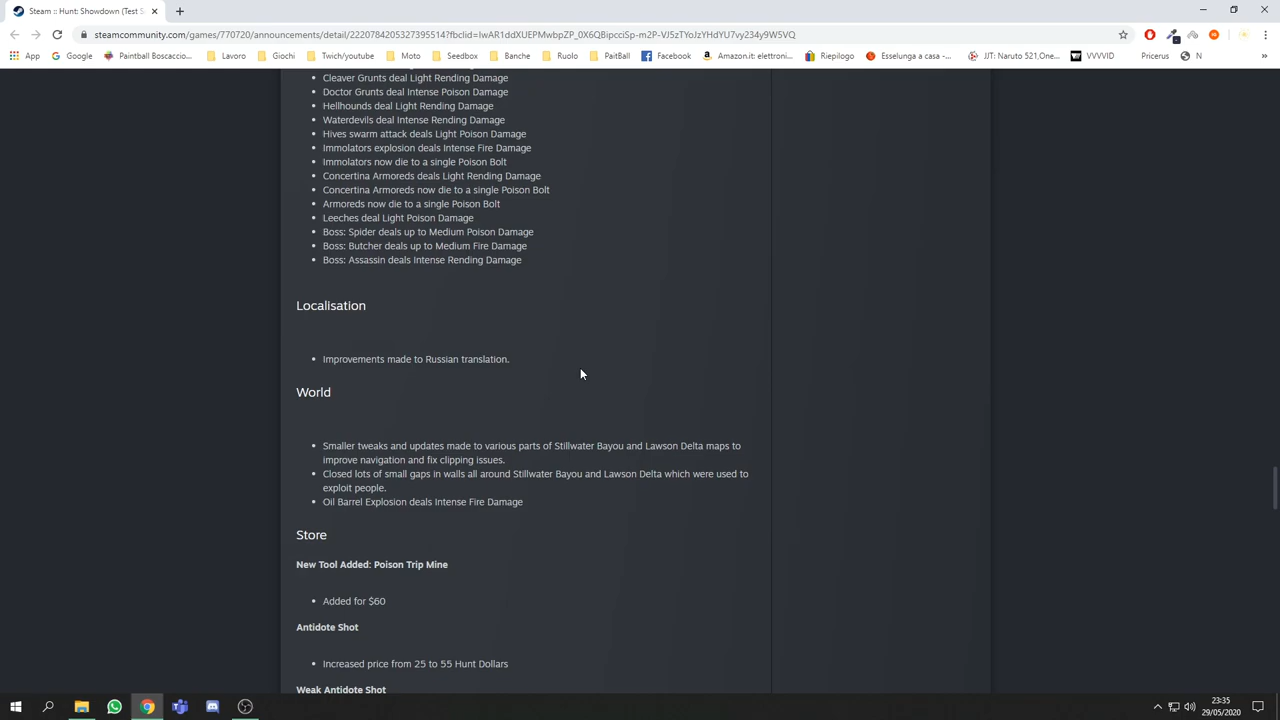 Steam :: Hunt: Showdown (Test S
steamcommunity.com/games/770720/announcements/detail/2220784205327395514?fbclid=IwAR1ddXUEPMwbpZP_0X6QBipcciSp-m2P-VJ5zTYoJzYHdYU7vy234y9W5VQ
App Google Paintball Boscaccio... Lavoro Giochi Twich/youtube Moto Seedbox Banche Ruolo PaitBall Facebook Amazon.it: elettroni... Riepilogo Esselunga a casa -... JJT: Naruto 521,One... VVVVID Pricerus N »
Cleaver Grunts deal Light Rending Damage
Doctor Grunts deal Intense Poison Damage
Hellhounds deal Light Rending Damage
Waterdevils deal Intense Rending Damage
Hives swarm attack deals Light Poison Damage
Immolators explosion deals Intense Fire Damage
Immolators now die to a single Poison Bolt
Concertina Armoreds deals Light Rending Damage
Concertina Armoreds now die to a single Poison Bolt
Armoreds now die to a single Poison Bolt
Leeches deal Light Poison Damage
Boss: Spider deals up to Medium Poison Damage
Boss: Butcher deals up to Medium Fire Damage
Boss: Assassin deals Intense Rending Damage
Localisation
Improvements made to Russian translation.
World
Smaller tweaks and updates made to various parts of Stillwater Bayou and Lawson Delta maps to
improve navigation and fix clipping issues.
Closed lots of small gaps in walls all around Stillwater Bayou and Lawson Delta which were used to
exploit people.
Oil Barrel Explosion deals Intense Fire Damage
Store
New Tool Added: Poison Trip Mine
Added for $60
Antidote Shot
Increased price from 25 to 55 Hunt Dollars
Weak Antidote Shot
23:35
29/05/2020